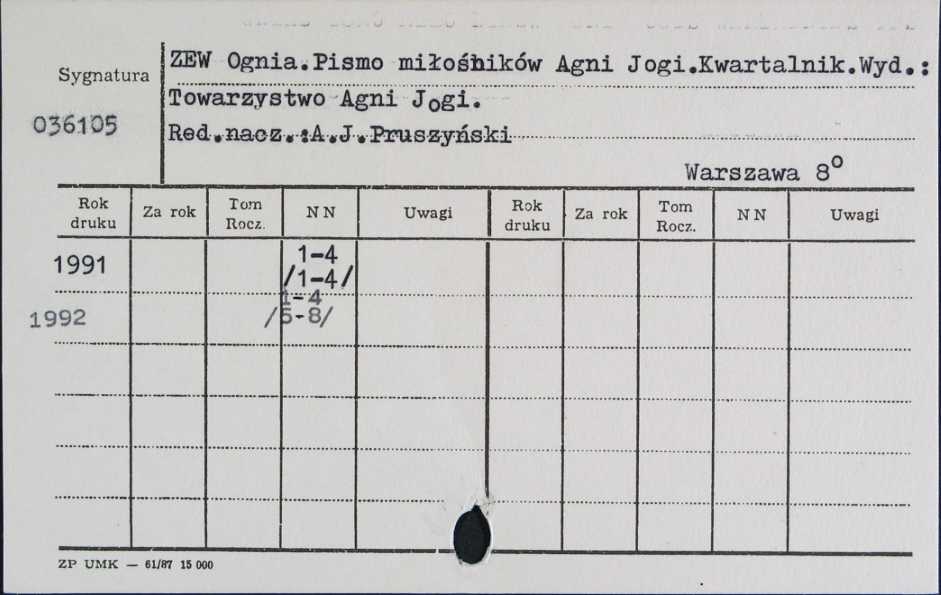 ZEW Ognia.Pismo miłośników Agni Jogi.Kwartalnik.Wyd.:
Sygnatura
Towarzystwo Agni Jogi.
036105
Red.nacz.:A.J.Pruszyński
Warszawa 8°
Rok druku Za rok Tom Rocz. NN Uwagi Rok druku Za rok Tom Rocz. NN Uwagi
1991 1-4
/1-4/
1-4
1992 /5-8/
ZP UMK — 61/87 15 000